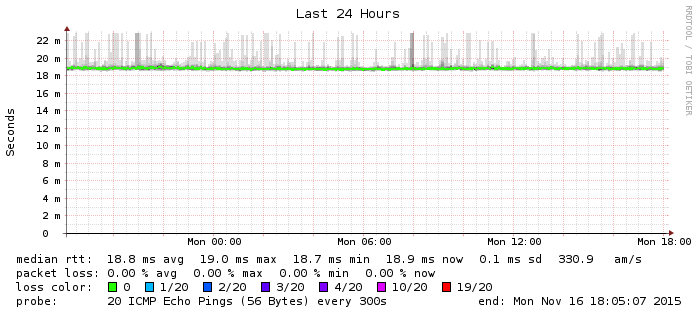 Last 24 Hours
RRDTOOL / TOBI OETIKER
Seconds
22 m
20 m
18 m
16 m
14 m
12 m
10 m
8 m
6 m
4 m
2 m
0
Mon 00:00 Mon 06:00 Mon 12:00 Mon 18:00
median rtt: 18.8 ms avg 19.0 ms max 18.7 ms min 18.9 ms now 0.1 ms sd 330.9 am/s
packet loss: 0.00 % avg 0.00 % max 0.00 % min 0.00 % now
loss color: 0 1/20 2/20 3/20 4/20 10/20 19/20
probe: 20 ICMP Echo Pings (56 Bytes) every 300s end: Mon Nov 16 18:05:07 2015